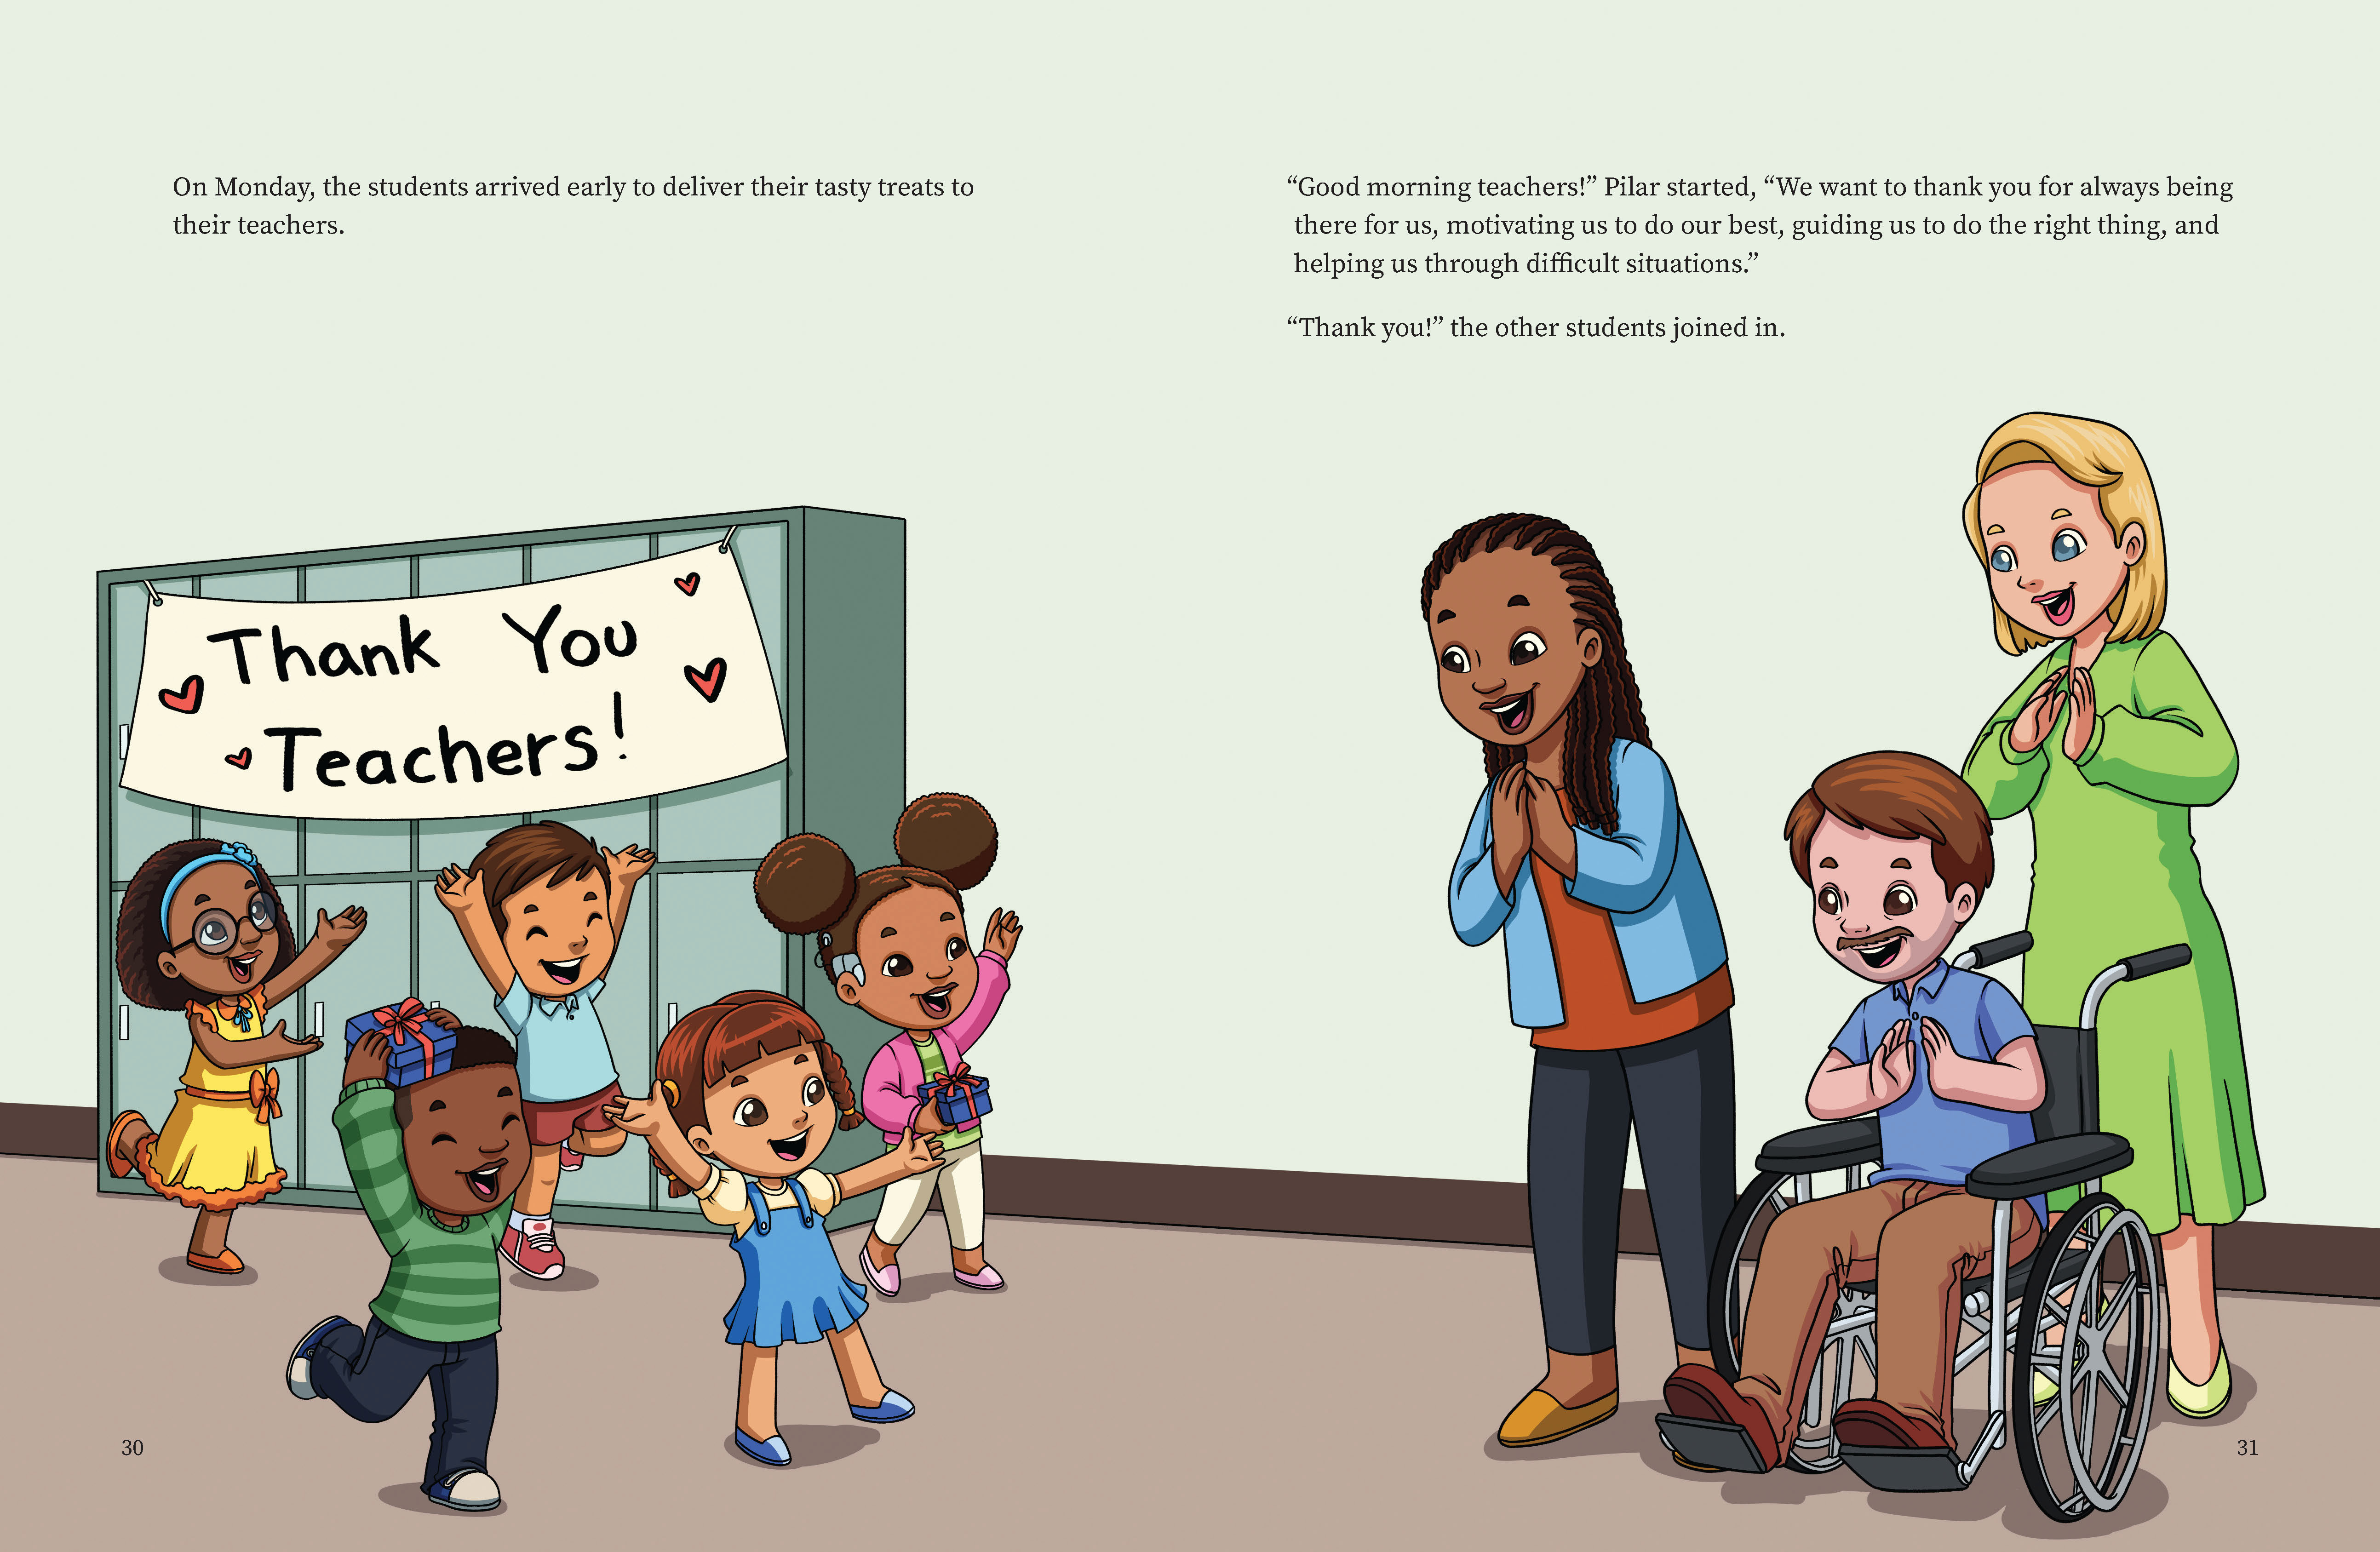 On Monday, the students arrived early to deliver their tasty treats to
their teachers.
Thank You
Teachers!
30
“Good morning teachers!” Pilar started, “We want to thank you for always being
there for us, motivating us to do our best, guiding us to do the right thing, and
helping us through difficult situations.”
“Thank you!” the other students joined in.
31